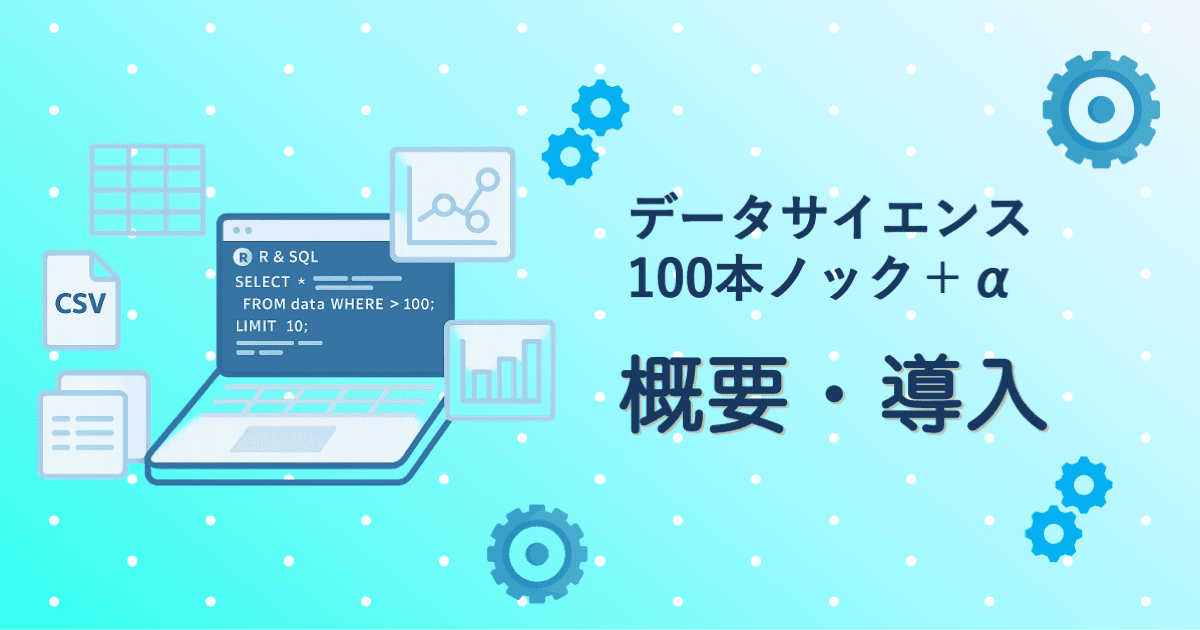 R R & SQL
SELECT *
FROM data WHERE > 100;
LIMIT 10;
CSV
データサイエンス
100本ノック＋α
概要・導入